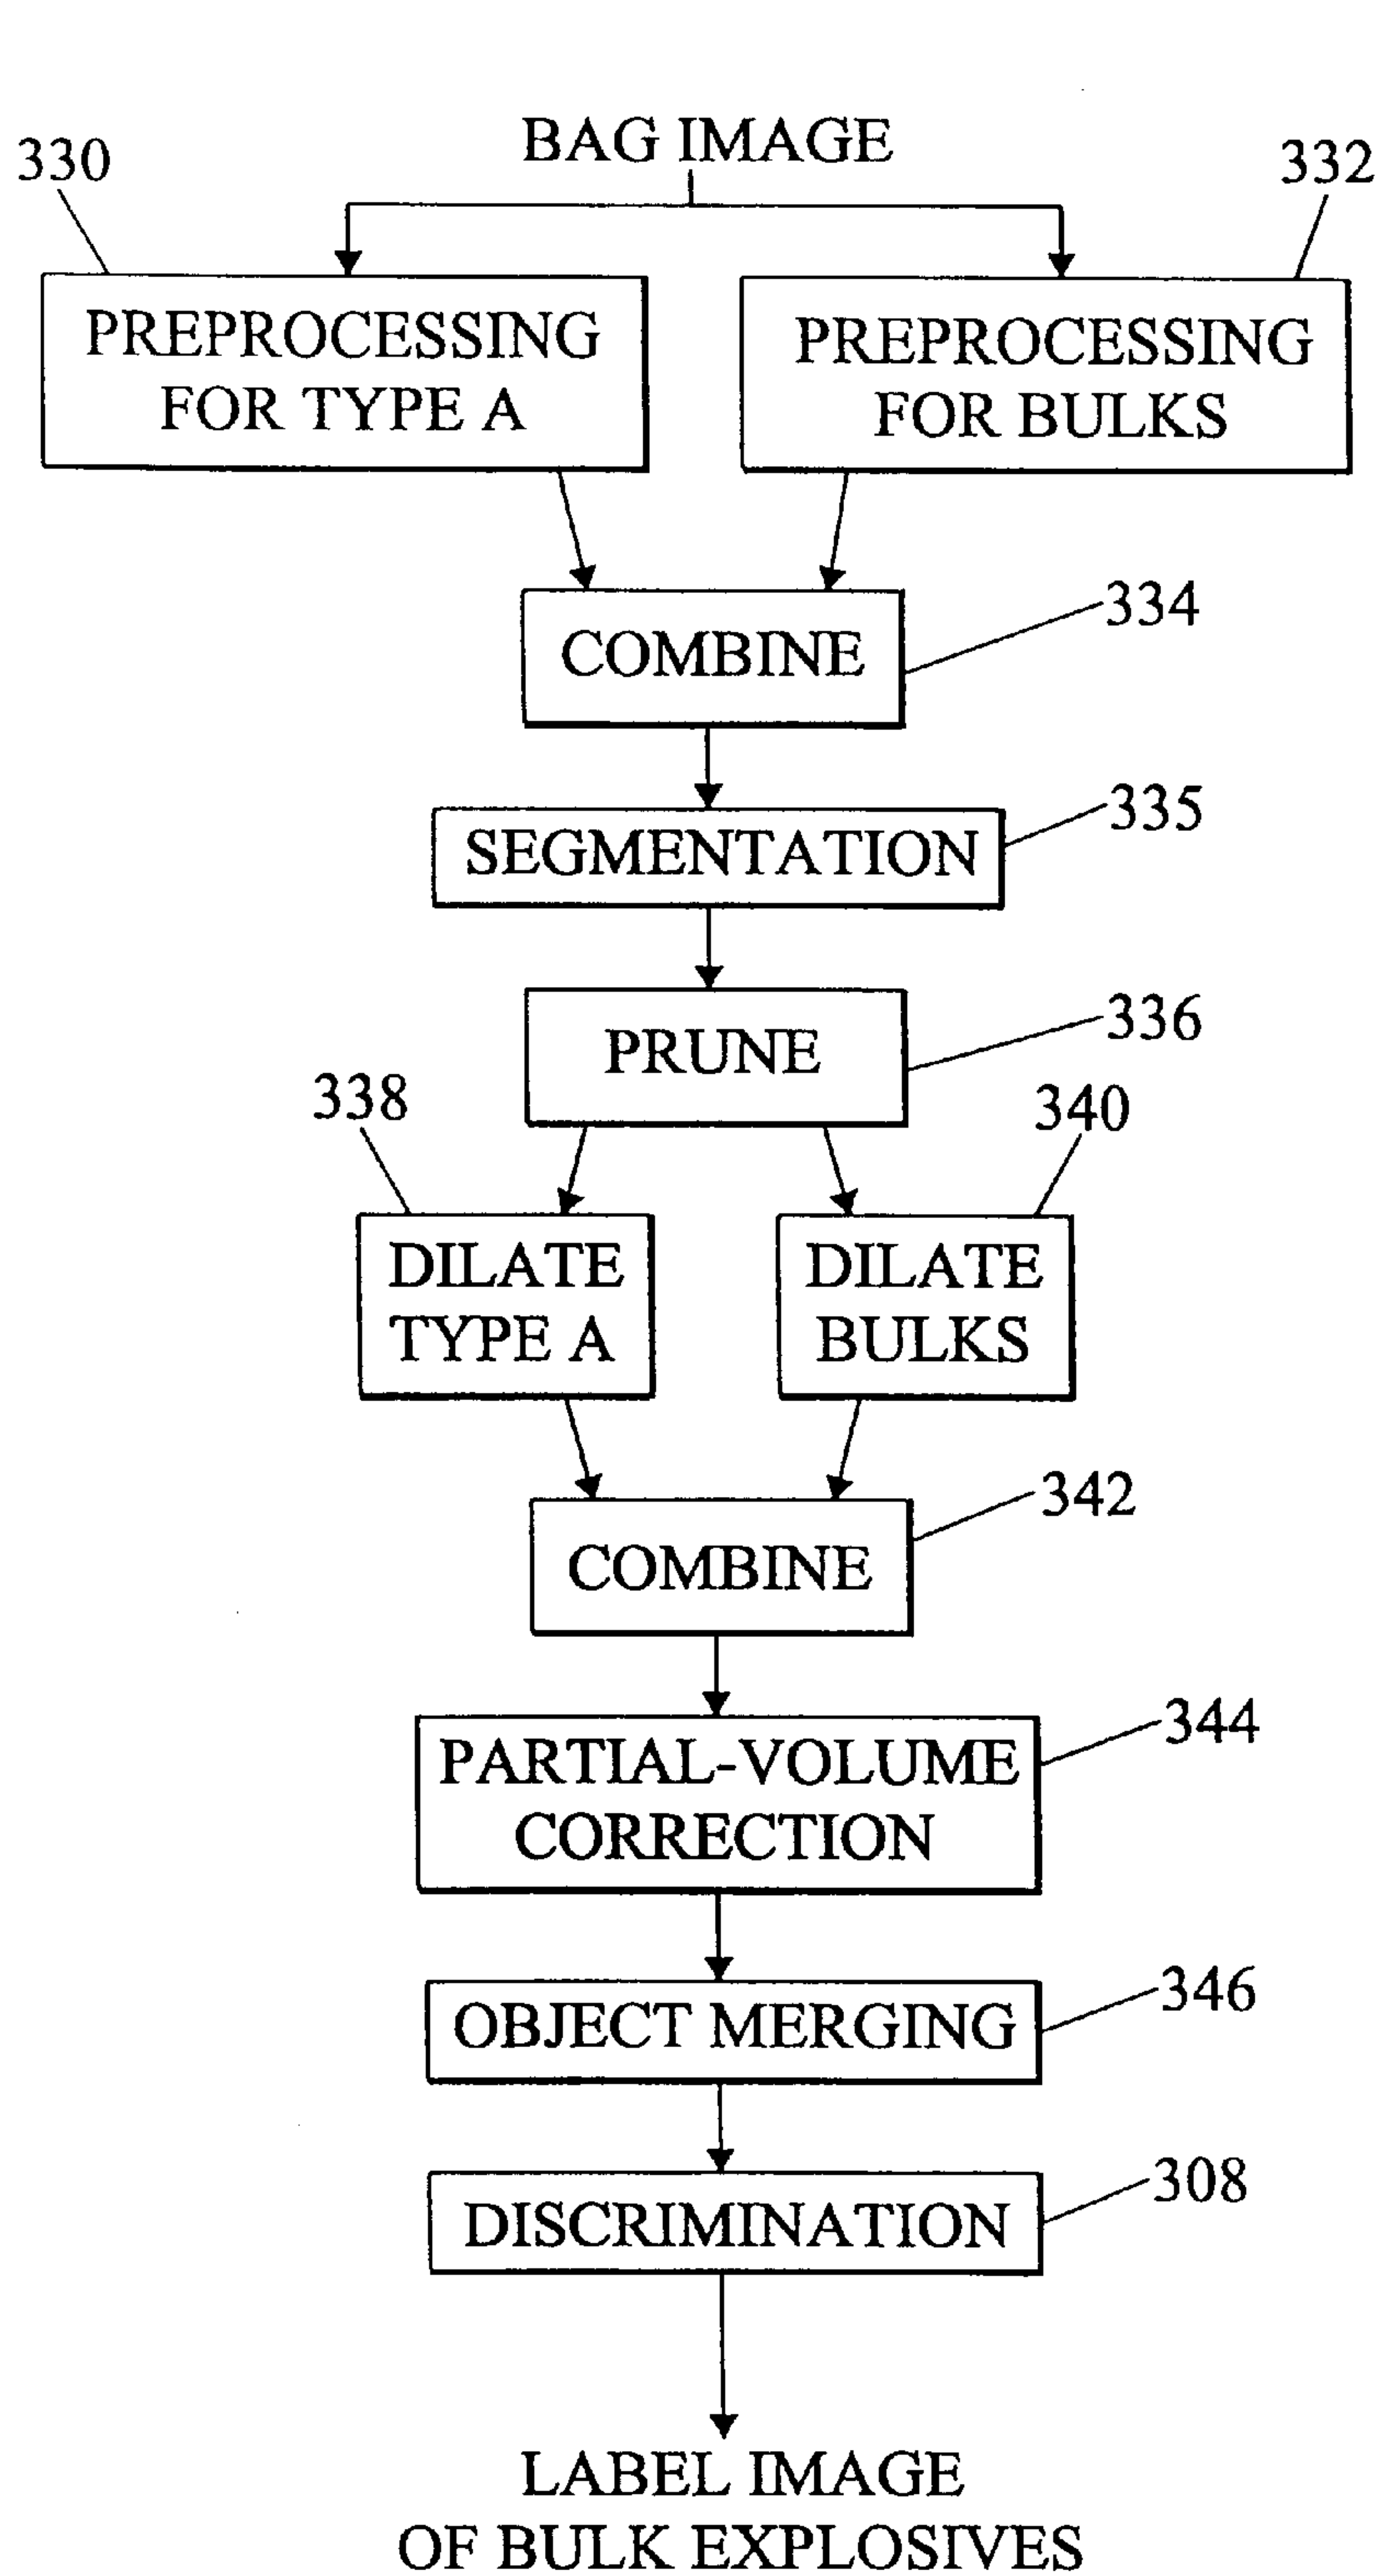 BAG IMAGE
330
332
PREPROCESSING
FOR TYPE A
PREPROCESSING
FOR BULKS
334
COMBINE
335
SEGMENTATION
336
PRUNE
338
340
DILATE
TYPE A
DILATE
BULKS
342
COMBINE
344
PARTIAL-VOLUME
CORRECTION
346
OBJECT MERGING
308
DISCRIMINATION
LABEL IMAGE
OF BULK EXPLOSIVES